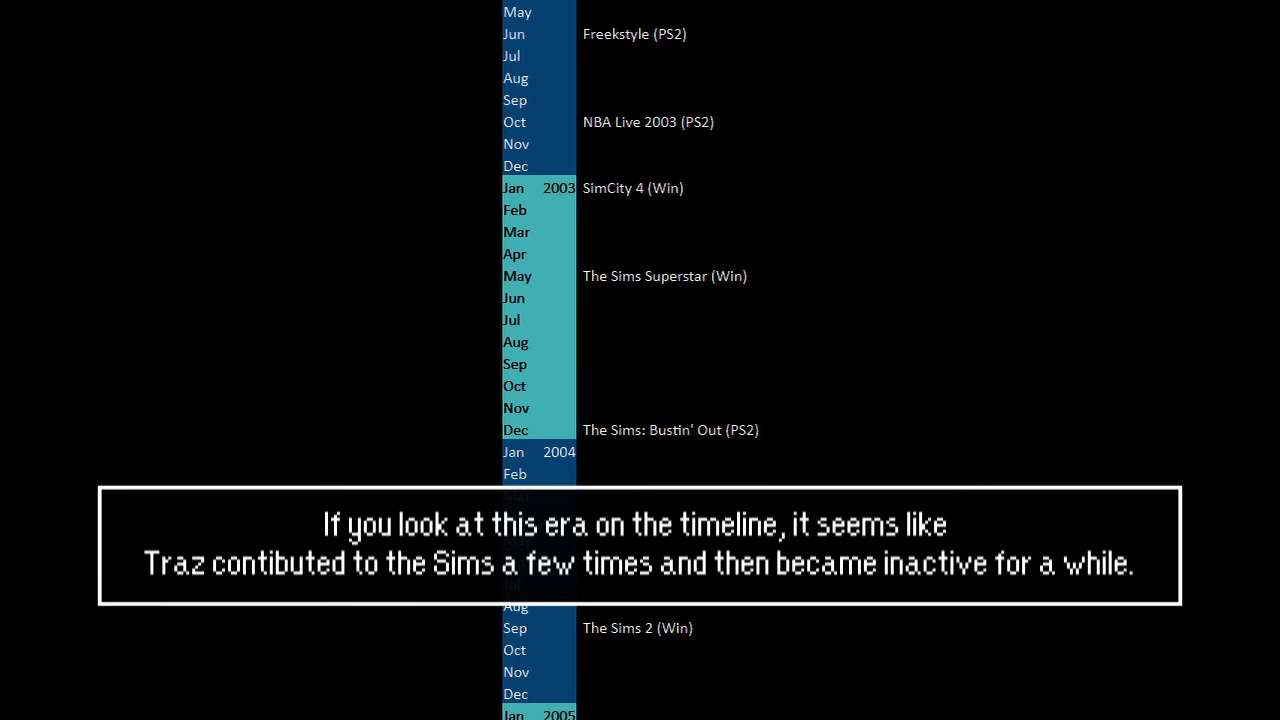 May
Jun Freekstyle (PS2)
Jul
Aug
Sep
Oct NBA Live 2003 (PS2)
Nov
Dec
Jan 2003 SimCity 4 (Win)
Feb
Mar
Apr
May The Sims Superstar (Win)
Jun
Jul
Aug
Sep
Oct
Nov
Dec The Sims: Bustin' Out (PS2)
Jan 2004
Feb
Mar
If you look at this era on the timeline, it seems like
Traz contibuted to the Sims a few times and then became inactive for a while.
Jul
Aug
Sep The Sims 2 (Win)
Oct
Nov
Dec
Jan 2005